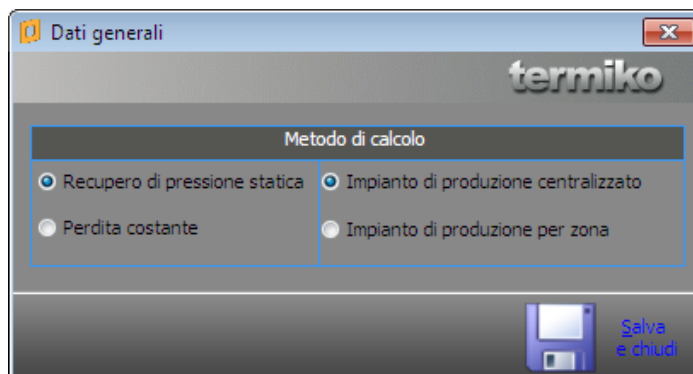 Dati generali
termiko
Metodo di calcolo
Recupero di pressione statica
Impianto di produzione centralizzato
Perdita costante
Impianto di produzione per zona
Salva
e chiudi